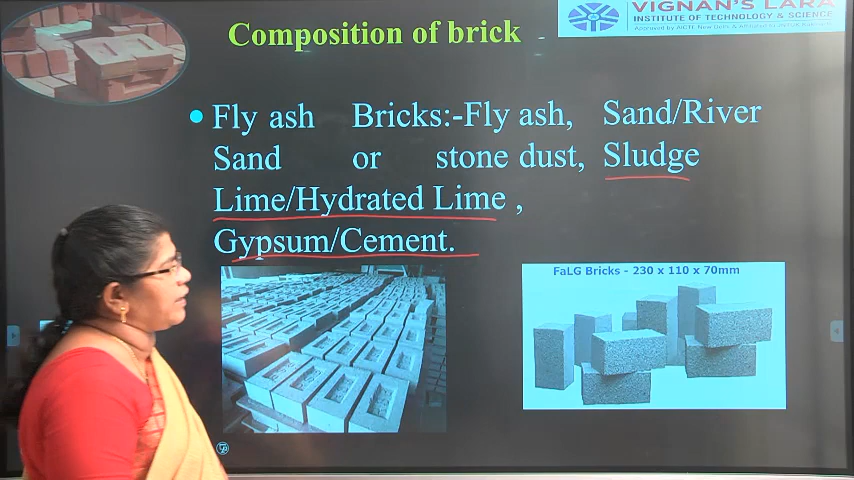 VIGNAN'S LARA
INSTITUTE OF TECHNOLOGY & SCIENCE
Composition of brick
• Fly ash Bricks:-Fly ash, Sand/River
Sand or stone dust, Sludge
Lime/Hydrated Lime ,
Gypsum/Cement.
FaLG Bricks - 230 x 110 x 70mm